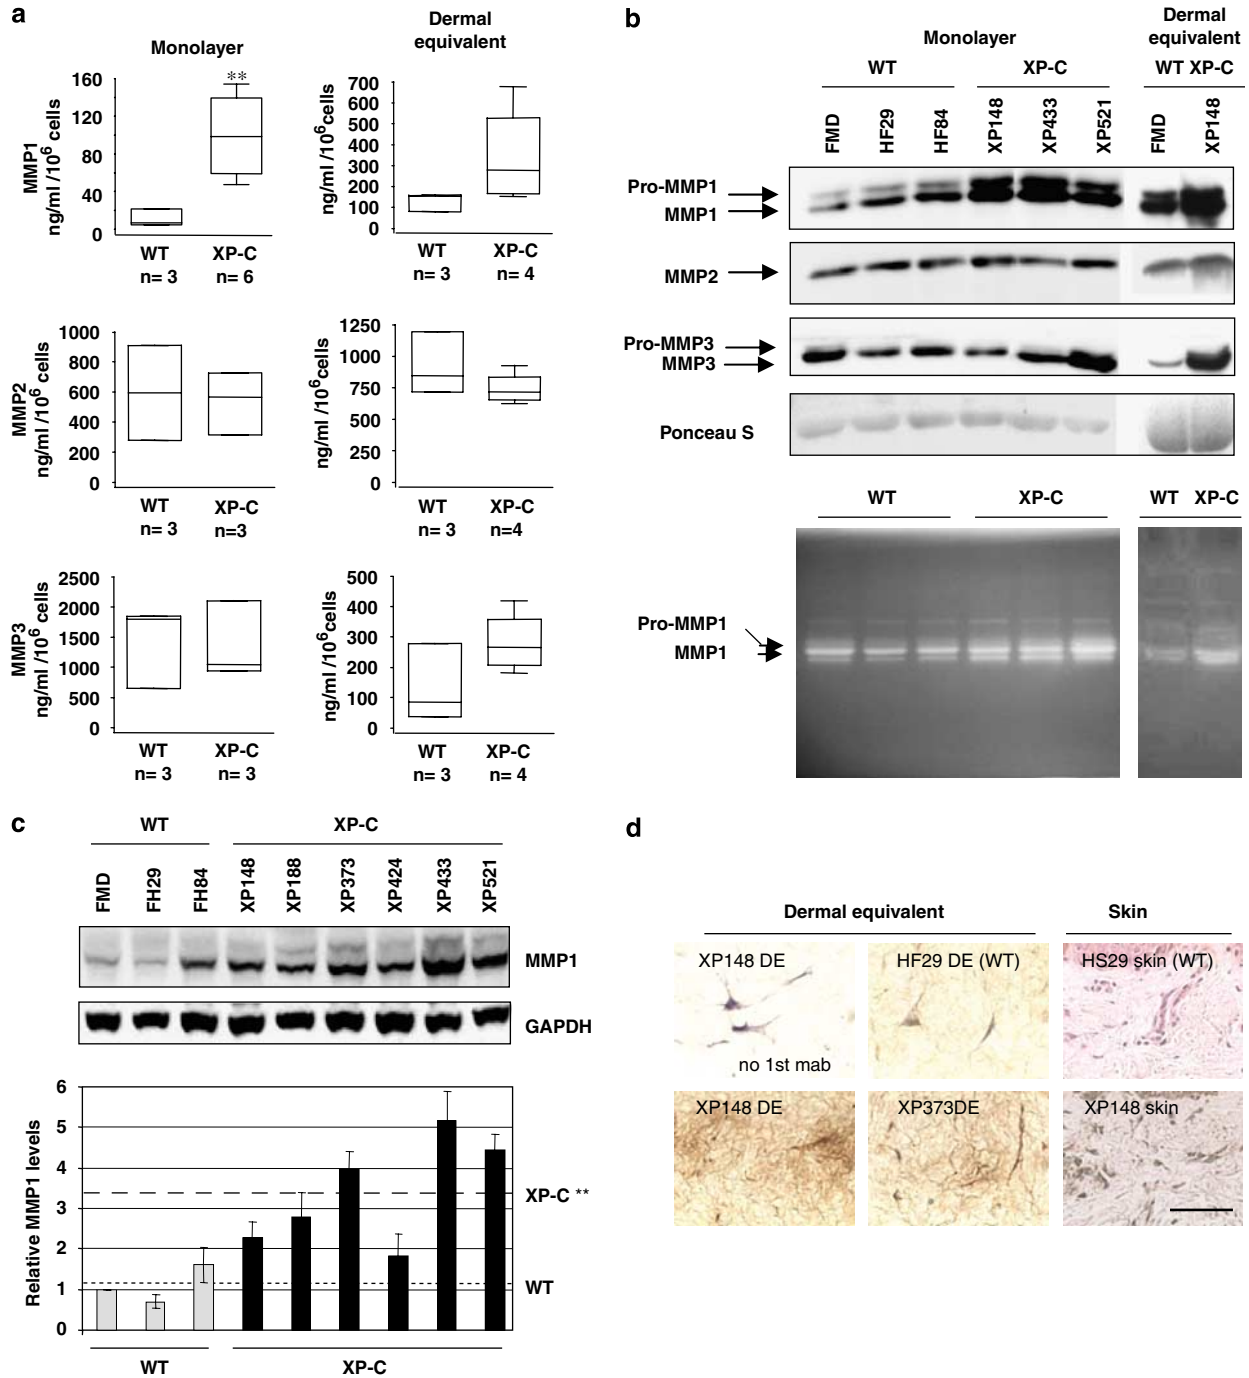 a
Monolayer
Dermal
equivalent
MMP1
ng/ml /10⁶ cells
160
120
80
40
0
**
WT
n= 3
XP-C
n= 6
ng/ml /10⁶ cells
700
600
500
400
300
200
100
0
WT
n= 3
XP-C
n= 4
MMP2
ng/ml /10⁶ cells
1000
800
600
400
200
0
WT
n= 3
XP-C
n=3
ng/ml /10⁶cells
1250
1000
750
500
250
0
WT
n= 3
XP-C
n=4
MMP3
ng/ml /10⁶ cells
2500
2000
1500
1000
500
0
WT
n= 3
XP-C
n= 3
ng/ml /10⁶cells
500
400
300
200
100
0
WT
n= 3
XP-C
n= 4
b
Monolayer
Dermal
equivalent
WT
XP-C
WT XP-C
FMD
HF29
HF84
XP148
XP433
XP521
FMD
XP148
Pro-MMP1
MMP1
MMP2
Pro-MMP3
MMP3
Ponceau S
WT
XP-C
WT XP-C
Pro-MMP1
MMP1
c
WT
XP-C
FMD
FH29
FH84
XP148
XP188
XP373
XP424
XP433
XP521
MMP1
GAPDH
Relative MMP1 levels
6
5
4
3
2
1
0
XP-C **
WT
WT
XP-C
d
Dermal equivalent
Skin
XP148 DE
no 1st mab
HF29 DE (WT)
HS29 skin (WT)
XP148 DE
XP373DE
XP148 skin